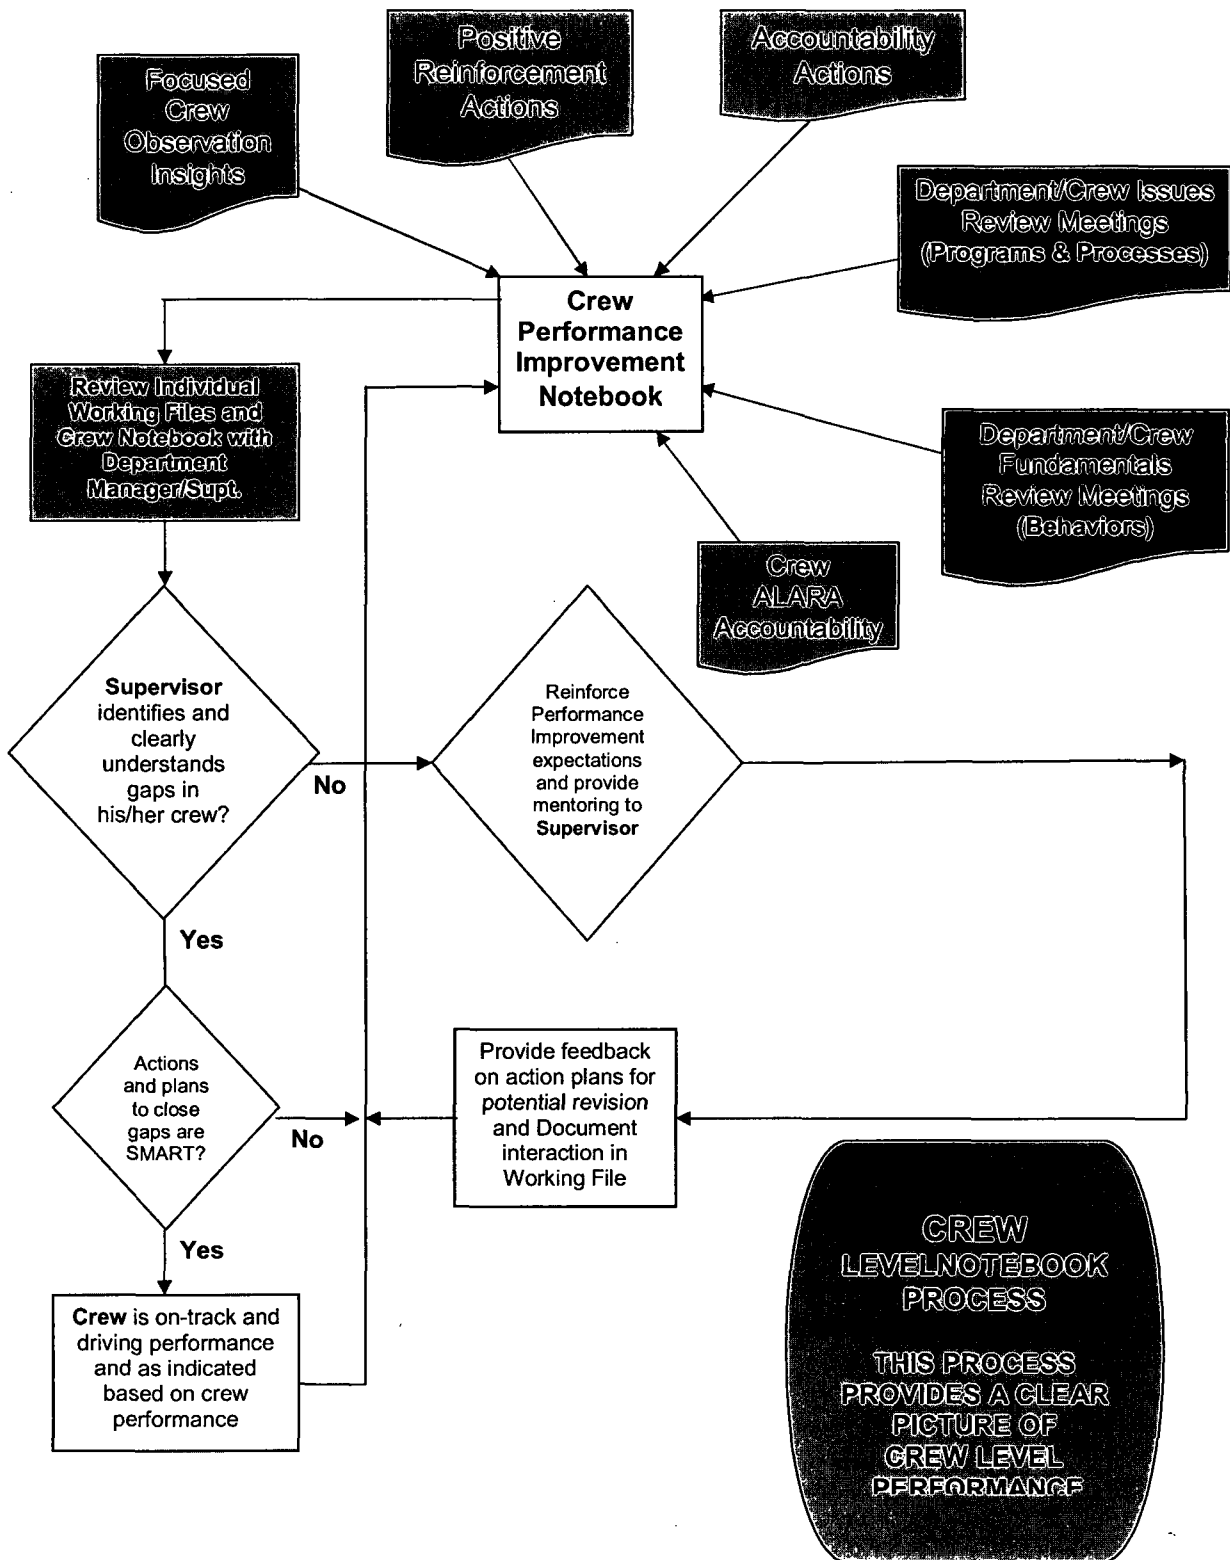 Positive
Reinforcement
Actions
Accountability
Actions
Focused
Crew
Observation
Insights
Department/Crew Issues
Review Meetings
(Programs & Processes)
Crew
Performance
Improvement
Notebook
Review Individual
Working Files and
Crew Notebook with
Department
Manager/Supt.
Department/Crew
Fundamentals
Review Meetings
(Behaviors)
Crew
ALARA
Accountability
Supervisor
identifies and
clearly
understands
gaps in
his/her crew?
No
Reinforce
Performance
Improvement
expectations
and provide
mentoring to
Supervisor
Yes
Actions
and plans
to close
gaps are
SMART?
No
Provide feedback
on action plans for
potential revision
and Document
interaction in
Working File
Yes
Crew is on-track and
driving performance
and as indicated
based on crew
performance
CREW
LEVELNOTEBOOK
PROCESS
THIS PROCESS
PROVIDES A CLEAR
PICTURE OF
CREW LEVEL
PERFORMANCE